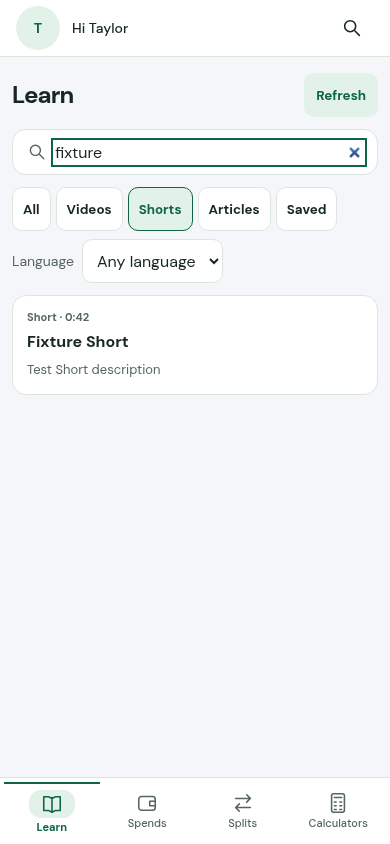 T
Hi Taylor
Learn
Refresh
fixture
All
Videos
Shorts
Articles
Saved
Language
Any language
Short · 0:42
Fixture Short
Test Short description
Learn
Spends
Splits
Calculators